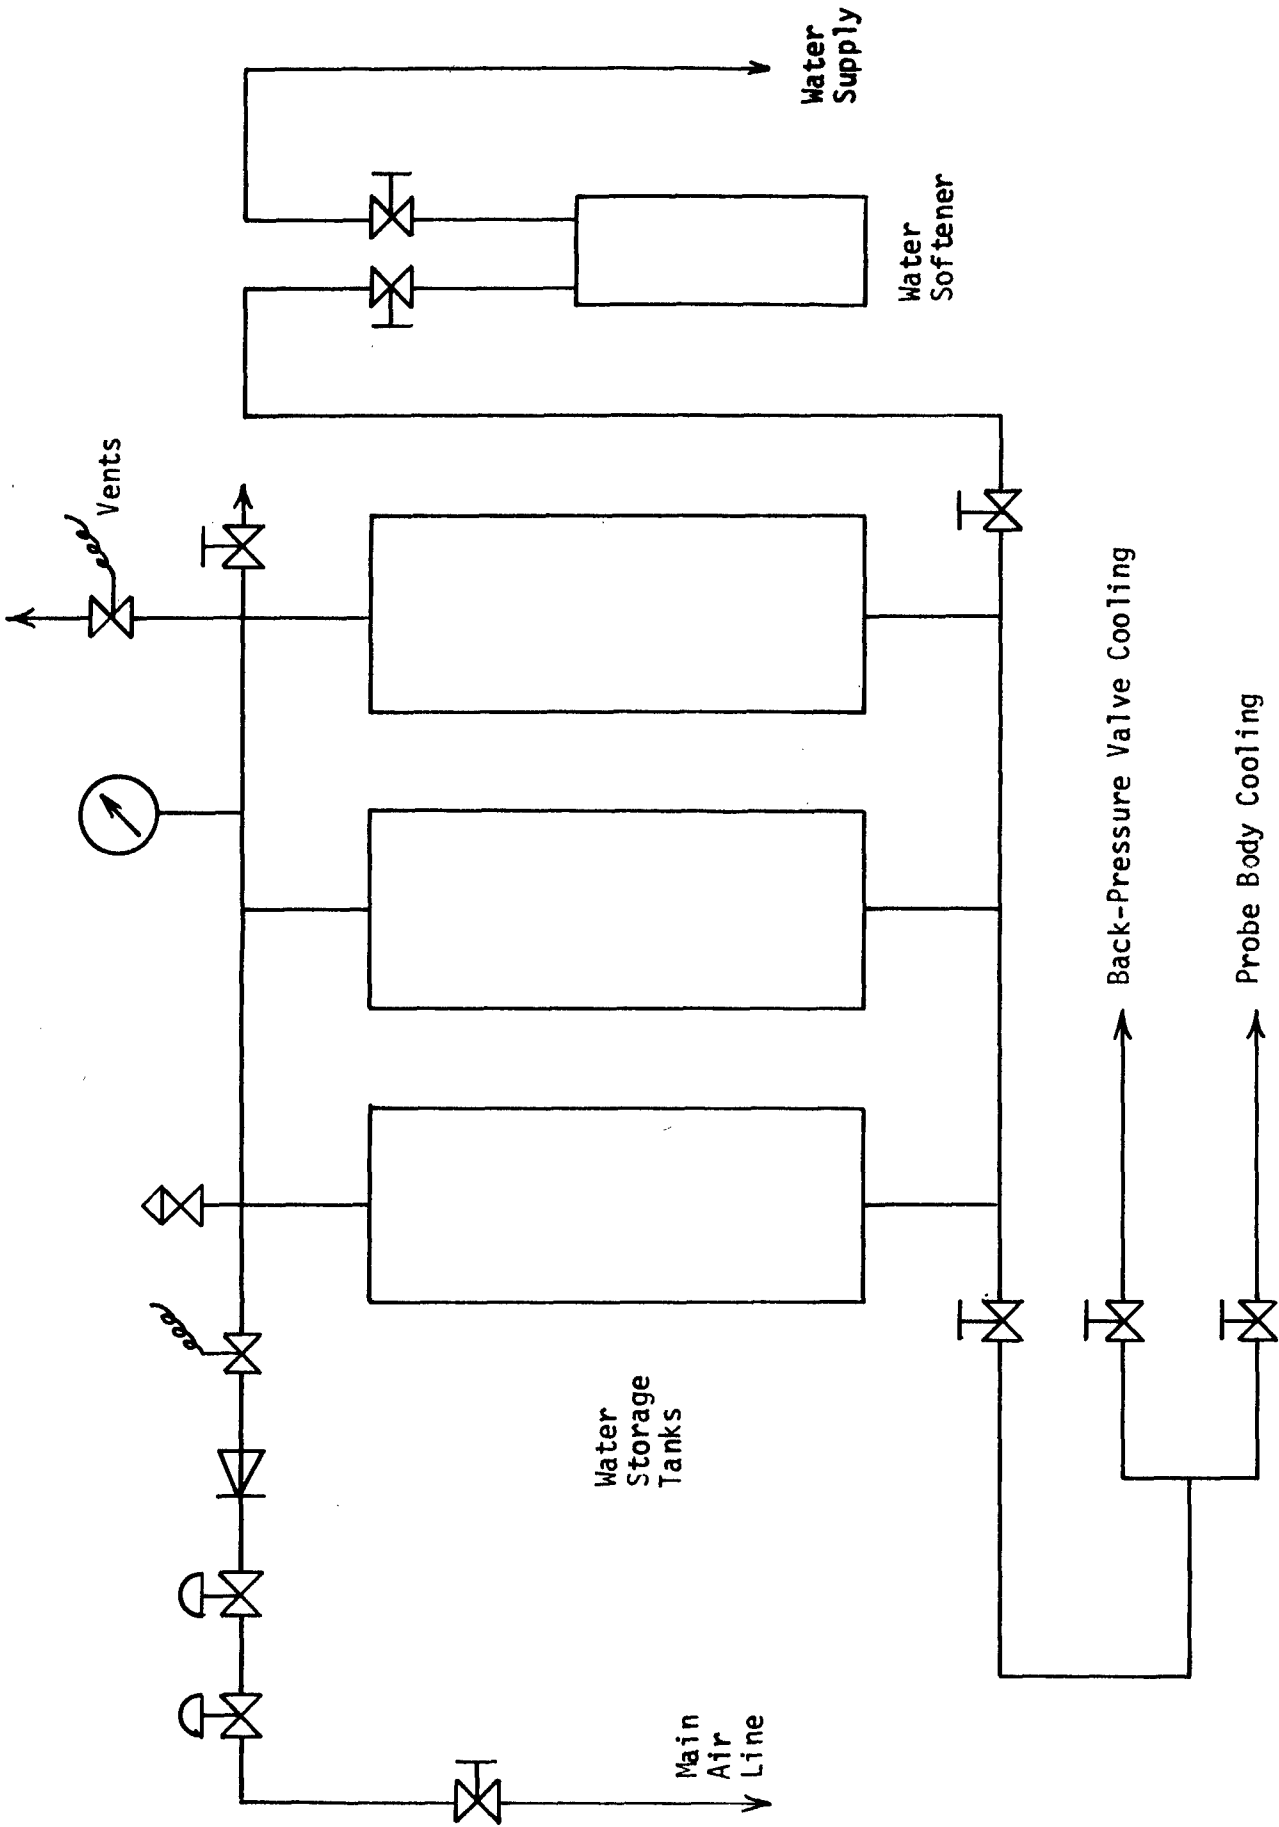 Main
Air
Line
Water
Storage
Tanks
Vents
Water
Softener
Water
Supply
Back-Pressure Valve Cooling
Probe Body Cooling